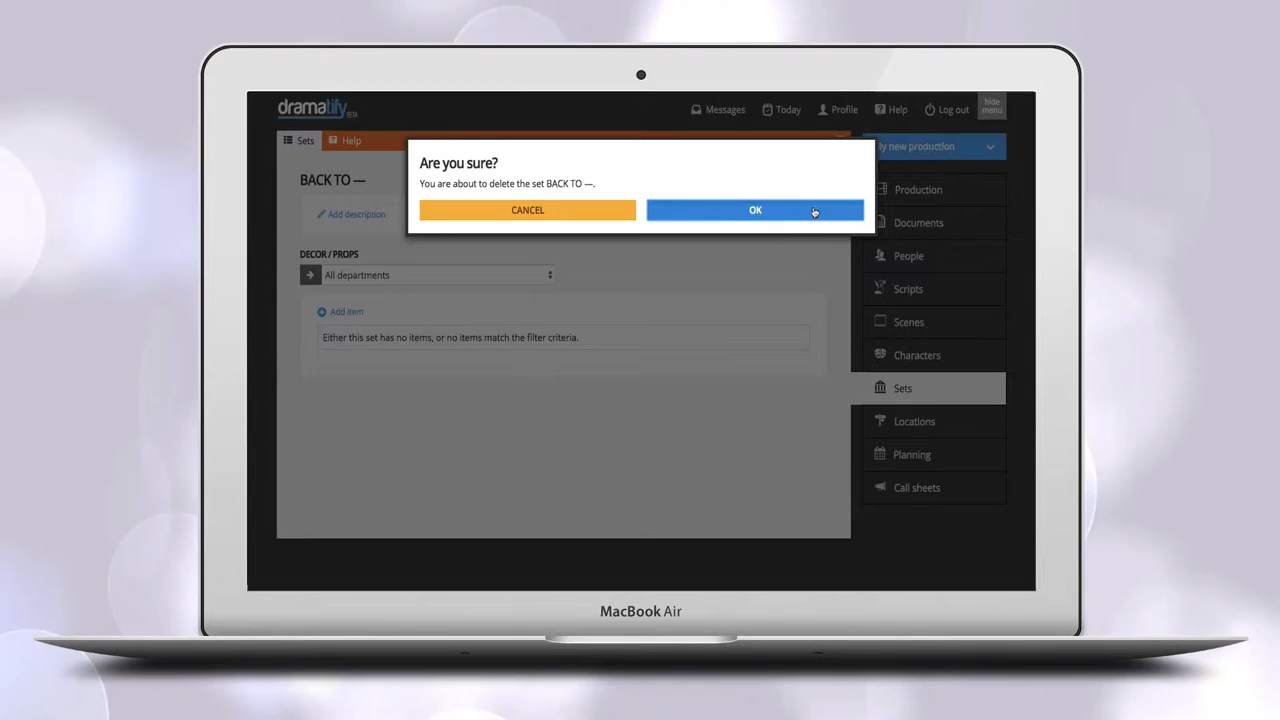 dramatify BETA
Messages
Today
Profile
Help
Log out
hide
menu
Sets
Help
Are you sure?
You are about to delete the set BACK TO —.
CANCEL
OK
BACK TO —
Add description
DECOR / PROPS
All departments
Add item
Either this set has no items, or no items match the filter criteria.
My new production
Production
Documents
People
Scripts
Scenes
Characters
Sets
Locations
Planning
Call sheets
MacBook Air